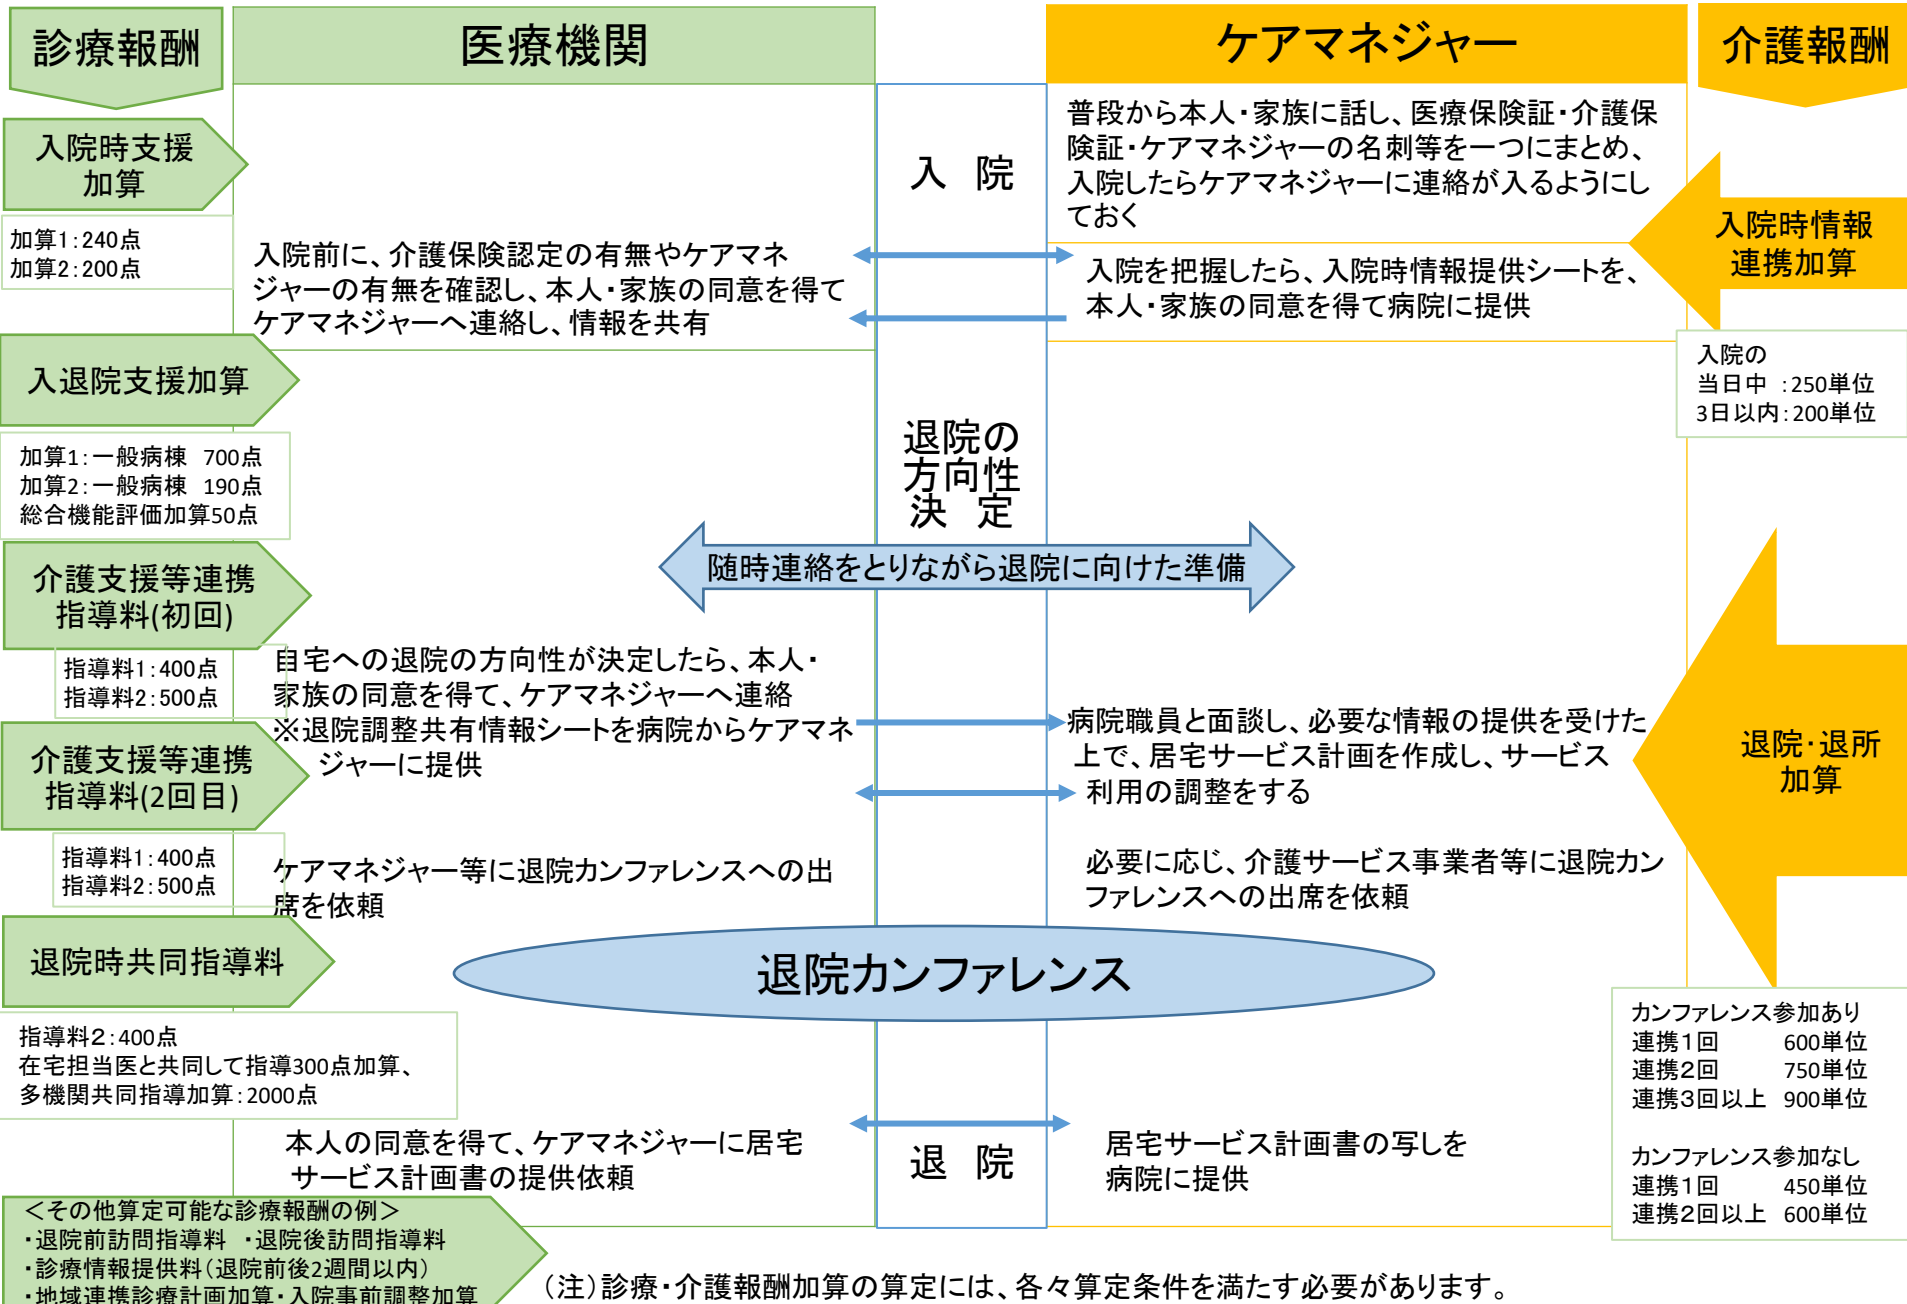 診療報酬
医療機関
ケアマネジャー
介護報酬
入院時支援
加算
加算1：240点
加算2：200点
入 院
普段から本人・家族に話し、医療保険証・介護保
険証・ケアマネジャーの名刺等を一つにまとめ、
入院したらケアマネジャーに連絡が入るようにし
ておく
入院時情報
連携加算
入院前に、介護保険認定の有無やケアマネ
ジャーの有無を確認し、本人・家族の同意を得て
ケアマネジャーへ連絡し、情報を共有
入院を把握したら、入院時情報提供シートを、
本人・家族の同意を得て病院に提供
入院の
当日中 ：250単位
3日以内：200単位
入退院支援加算
加算1：一般病棟 700点
加算2：一般病棟 190点
総合機能評価加算50点
退院の
方向性
決 定
随時連絡をとりながら退院に向けた準備
介護支援等連携
指導料(初回)
指導料1：400点
指導料2：500点
自宅への退院の方向性が決定したら、本人・
家族の同意を得て、ケアマネジャーへ連絡
※退院調整共有情報シートを病院からケアマネ
ジャーに提供
病院職員と面談し、必要な情報の提供を受けた
上で、居宅サービス計画を作成し、サービス
利用の調整をする
退院・退所
加算
介護支援等連携
指導料(2回目)
指導料1：400点
指導料2：500点
ケアマネジャー等に退院カンファレンスへの出
席を依頼
必要に応じ、介護サービス事業者等に退院カン
ファレンスへの出席を依頼
退院時共同指導料
退院カンファレンス
指導料２：400点
在宅担当医と共同して指導300点加算、
多機関共同指導加算：2000点
カンファレンス参加あり
連携１回 600単位
連携２回 750単位
連携３回以上 900単位
カンファレンス参加なし
連携１回 450単位
連携２回以上 600単位
本人の同意を得て、ケアマネジャーに居宅
サービス計画書の提供依頼
退 院
居宅サービス計画書の写しを
病院に提供
＜その他算定可能な診療報酬の例＞
・退院前訪問指導料 ・退院後訪問指導料
・診療情報提供料（退院前後2週間以内）
・地域連携診療計画加算・入院事前調整加算
（注）診療・介護報酬加算の算定には、各々算定条件を満たす必要があります。